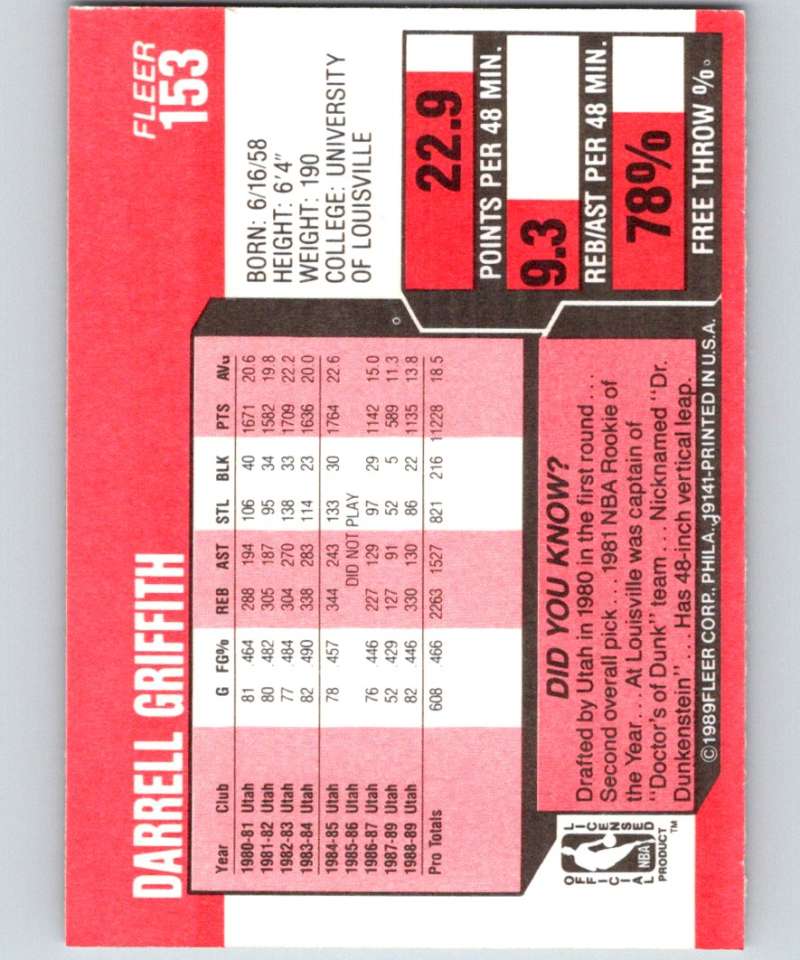 DARRELL GRIFFITH
FLEER
153
Year Club G FG% REB AST STL BLK PTS AVG
1980-81 Utah 81 .464 288 194 106 40 1671 20.6
1981-82 Utah 80 .482 305 187 95 34 1582 19.8
1982-83 Utah 77 .484 304 270 138 33 1709 22.2
1983-84 Utah 82 .490 338 283 114 23 1636 20.0
1984-85 Utah 78 .457 344 243 133 30 1764 22.6
1985-86 Utah DID NOT PLAY
1986-87 Utah 76 .446 227 129 97 29 1142 15.0
1987-89 Utah 52 .429 127 91 52 5 589 11.3
1988-89 Utah 82 .446 330 130 86 22 1135 13.8
Pro Totals 608 .466 2263 1527 821 216 11228 18.5
BORN: 6/16/58
HEIGHT: 6'4"
WEIGHT: 190
COLLEGE: UNIVERSITY
OF LOUISVILLE
22.9
POINTS PER 48 MIN.
9.3
REB/AST PER 48 MIN.
78%
FREE THROW %
DID YOU KNOW?
Drafted by Utah in 1980 in the first round . . .
Second overall pick . . . 1981 NBA Rookie of
the Year . . . At Louisville was captain of
"Doctor's of Dunk" team . . . Nicknamed "Dr.
Dunkenstein" . . . Has 48-inch vertical leap.
OFFICIAL LICENSED
NBA
PRODUCT™
©1989 FLEER CORP., PHILA., 19141-PRINTED IN U.S.A.